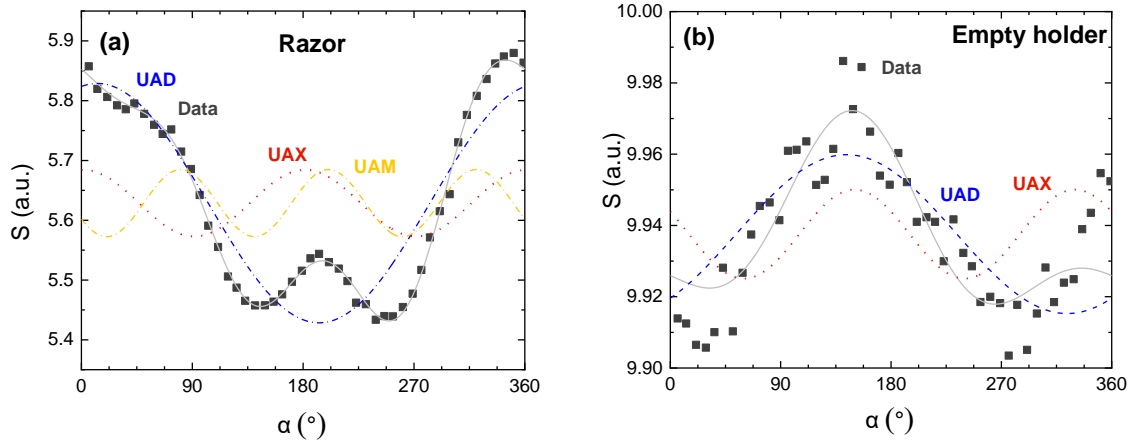 (a)
Razor
UAD
Data
UAX
UAM
S (a.u.)
5.9
5.8
5.7
5.6
5.5
5.4
0
90
180
270
360
α (°)
(b)
Empty holder
Data
UAD
UAX
S (a.u.)
10.00
9.98
9.96
9.94
9.92
9.90
0
90
180
270
360
α (°)